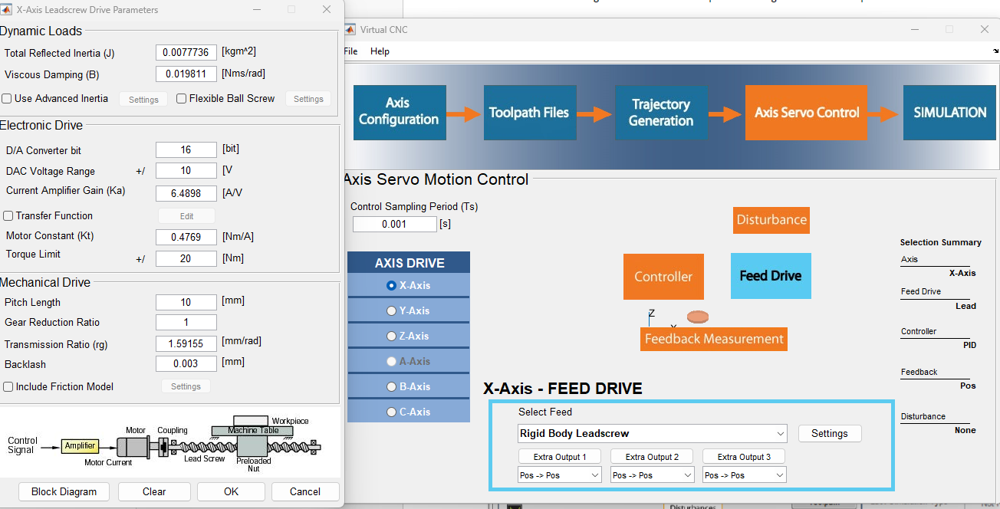 X-Axis Leadscrew Drive Parameters
Dynamic Loads
Total Reflected Inertia (J) 0.0077736 [kgm^2]
Viscous Damping (B) 0.019811 [Nms/rad]
Use Advanced Inertia Settings Flexible Ball Screw Settings
Electronic Drive
D/A Converter bit 16 [bit]
DAC Voltage Range +/ 10 [V
Current Amplifier Gain (Ka) 6.4898 [A/V
Transfer Function Edit
Motor Constant (Kt) 0.4769 [Nm/A]
Torque Limit +/ 20 [Nm]
Mechanical Drive
Pitch Length 10 [mm]
Gear Reduction Ratio 1
Transmission Ratio (rg) 1.59155 [mm/rad]
Backlash 0.003 [mm]
Include Friction Model Settings
Control Signal
Amplifier
Motor Current
Motor
Coupling
Lead Screw
Workpiece
Machine Table
Preloaded Nut
Block Diagram Clear OK Cancel
Virtual CNC
File Help
Axis Configuration
Toolpath Files
Trajectory Generation
Axis Servo Control
SIMULATION
Axis Servo Motion Control
Control Sampling Period (Ts)
0.001 [s]
AXIS DRIVE
X-Axis
Y-Axis
Z-Axis
A-Axis
B-Axis
C-Axis
Disturbance
Controller
Feed Drive
Z
Feedback Measurement
Selection Summary
Axis
X-Axis
Feed Drive
Lead
Controller
PID
Feedback
Pos
Disturbance
None
X-Axis - FEED DRIVE
Select Feed
Rigid Body Leadscrew Settings
Extra Output 1 Extra Output 2 Extra Output 3
Pos -> Pos Pos -> Pos Pos -> Pos
Disturbances